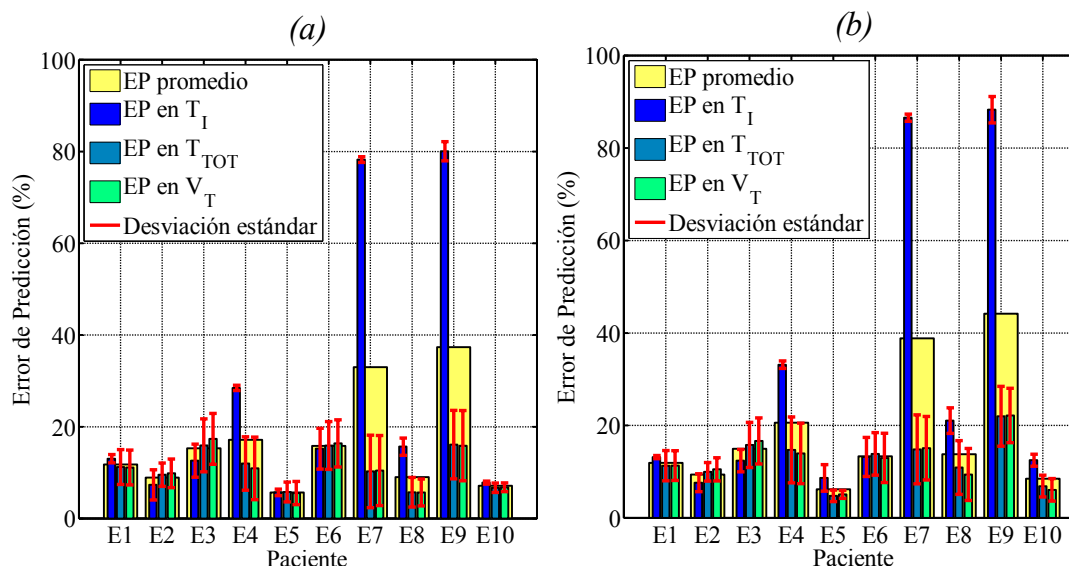 (a)
100
80
60
40
20
0
Error de Predicción (%)
EP promedio
EP en T_I
EP en T_TOT
EP en V_T
Desviación estándar
E1 E2 E3 E4 E5 E6 E7 E8 E9 E10
Paciente
(b)
100
80
60
40
20
0
Error de Predicción (%)
EP promedio
EP en T_I
EP en T_TOT
EP en V_T
Desviación estándar
E1 E2 E3 E4 E5 E6 E7 E8 E9 E10
Paciente